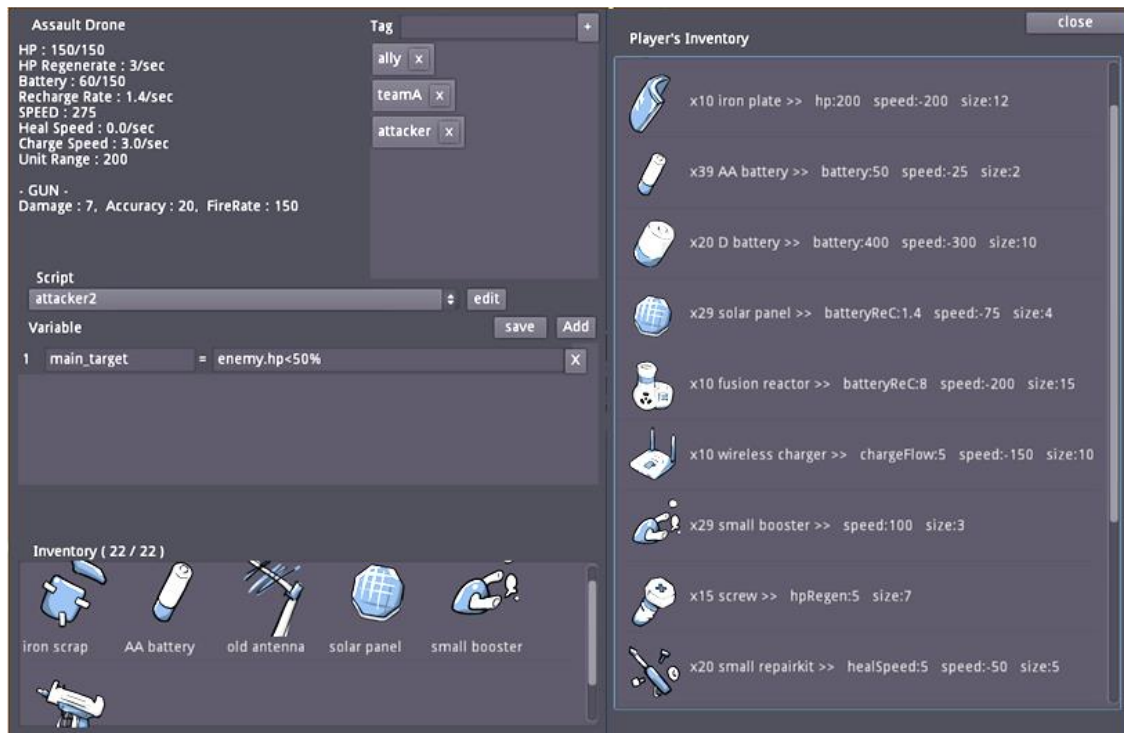 Assault Drone
HP : 150/150
HP Regenerate : 3/sec
Battery : 60/150
Recharge Rate : 1.4/sec
SPEED : 275
Heal Speed : 0.0/sec
Charge Speed : 3.0/sec
Unit Range : 200
- GUN -
Damage : 7, Accuracy : 20, FireRate : 150
Tag +
ally x
teamA x
attacker x
Script
attacker2 edit
Variable save Add
1 main_target = enemy.hp<50% X
Inventory ( 22 / 22 )
iron scrap AA battery old antenna solar panel small booster
close
Player's Inventory
x10 iron plate >> hp:200 speed:-200 size:12
x39 AA battery >> battery:50 speed:-25 size:2
x20 D battery >> battery:400 speed:-300 size:10
x29 solar panel >> batteryReC:1.4 speed:-75 size:4
x10 fusion reactor >> batteryReC:8 speed:-200 size:15
x10 wireless charger >> chargeFlow:5 speed:-150 size:10
x29 small booster >> speed:100 size:3
x15 screw >> hpRegen:5 size:7
x20 small repairkit >> healSpeed:5 speed:-50 size:5